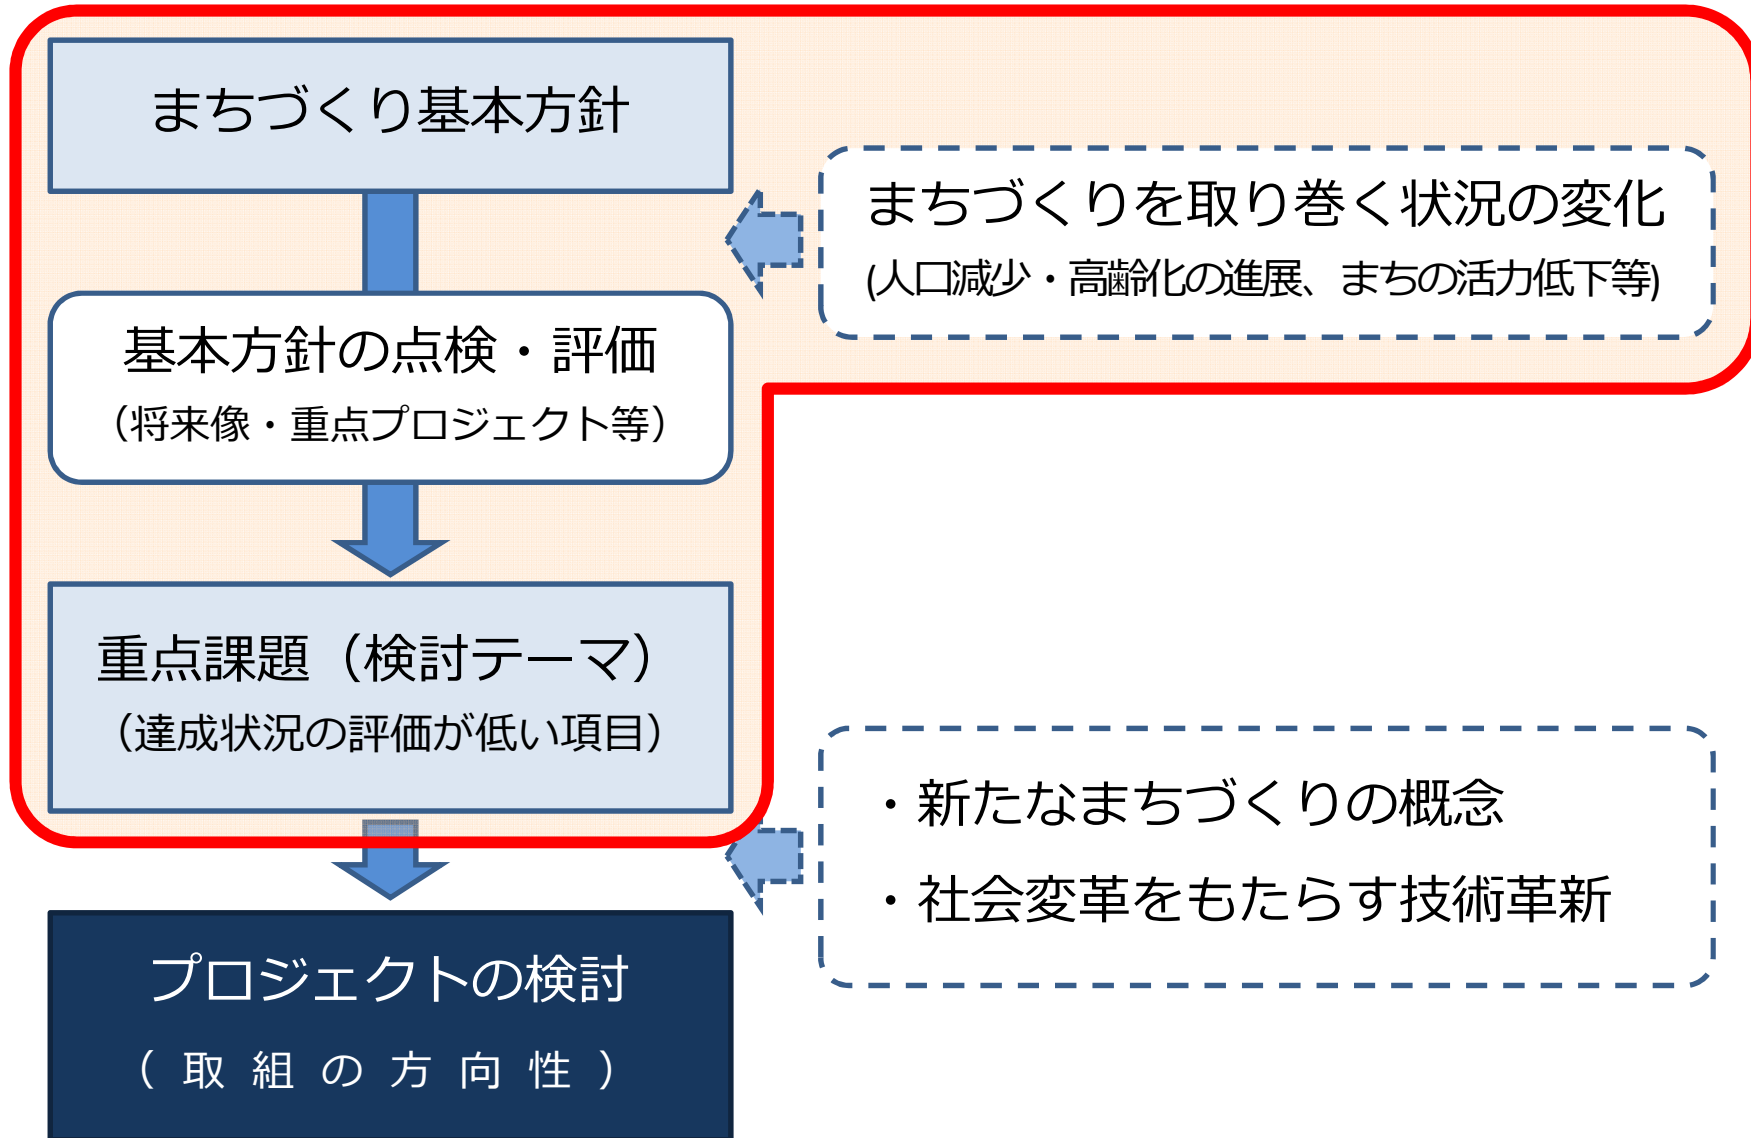 まちづくり基本方針
まちづくりを取り巻く状況の変化
(人口減少・高齢化の進展、まちの活力低下等)
基本方針の点検・評価
（将来像・重点プロジェクト等）
重点課題（検討テーマ）
（達成状況の評価が低い項目）
・新たなまちづくりの概念
・社会変革をもたらす技術革新
プロジェクトの検討
（取組の方向性）